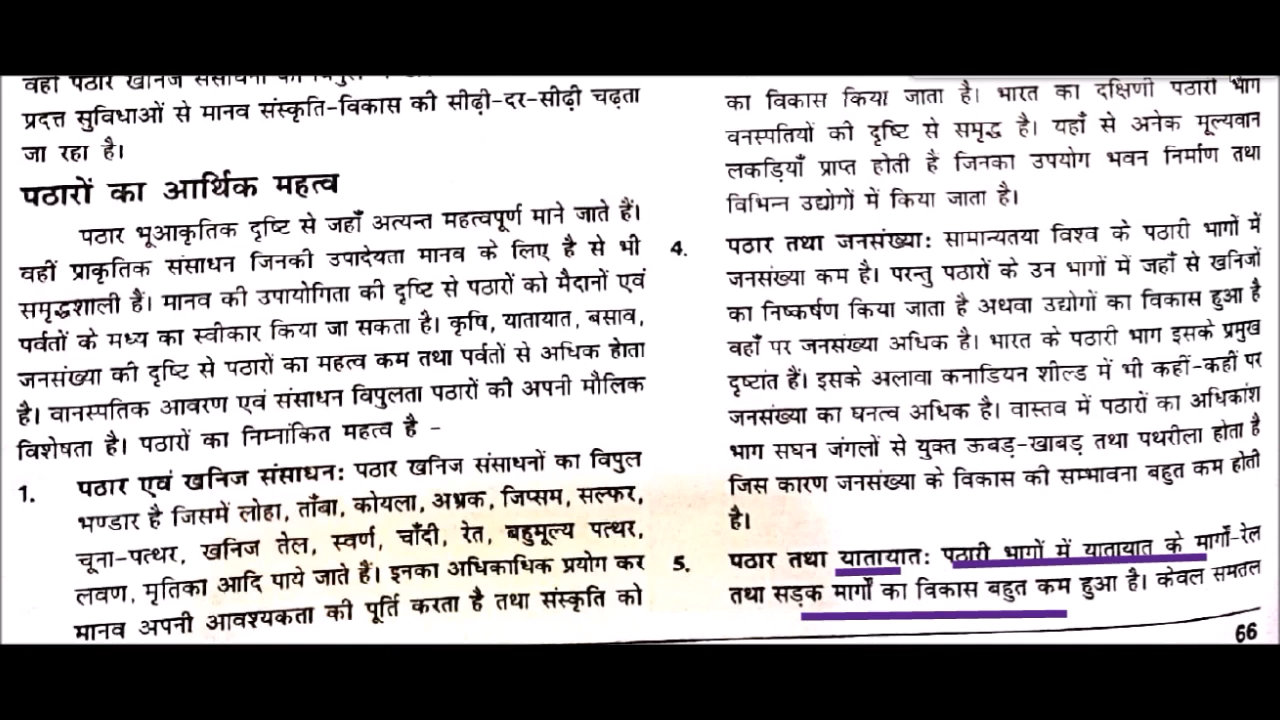 वहीं पठार खनिज संसाधनों
प्रदत्त सुविधाओं से मानव संस्कृति-विकास की सीढ़ी-दर-सीढ़ी चढ़ता
जा रहा है।
पठारों का आर्थिक महत्व
पठार भूआकृतिक दृष्टि से जहाँ अत्यन्त महत्वपूर्ण माने जाते हैं।
वहीं प्राकृतिक संसाधन जिनकी उपादेयता मानव के लिए है से भी
समृद्धशाली हैं। मानव की उपायोगिता की दृष्टि से पठारों को मैदानों एवं
पर्वतों के मध्य का स्वीकार किया जा सकता है। कृषि, यातायात, बसाव,
जनसंख्या की दृष्टि से पठारों का महत्व कम तथा पर्वतों से अधिक होता
है। वानस्पतिक आवरण एवं संसाधन विपुलता पठारों की अपनी मौलिक
विशेषता है। पठारों का निम्नांकित महत्व है -
1. पठार एवं खनिज संसाधन: पठार खनिज संसाधनों का विपुल
भण्डार है जिसमें लोहा, ताँबा, कोयला, अभ्रक, जिप्सम, सल्फर,
चूना-पत्थर, खनिज तेल, स्वर्ण, चाँदी, रेत, बहुमूल्य पत्थर,
लवण, मृतिका आदि पाये जाते हैं। इनका अधिकाधिक प्रयोग कर
मानव अपनी आवश्यकता की पूर्ति करता है तथा संस्कृति को
का विकास किया जाता है। भारत का दक्षिणी पठारी भाग
वनस्पतियों की दृष्टि से समृद्ध है। यहाँ से अनेक मूल्यवान
लकड़ियाँ प्राप्त होती हैं जिनका उपयोग भवन निर्माण तथा
विभिन्न उद्योगों में किया जाता है।
4. पठार तथा जनसंख्या: सामान्यतया विश्व के पठारी भागों में
जनसंख्या कम है। परन्तु पठारों के उन भागों में जहाँ से खनिजों
का निष्कर्षण किया जाता है अथवा उद्योगों का विकास हुआ है
वहाँ पर जनसंख्या अधिक है। भारत के पठारी भाग इसके प्रमुख
दृष्टांत हैं। इसके अलावा कनाडियन शील्ड में भी कहीं-कहीं पर
जनसंख्या का घनत्व अधिक है। वास्तव में पठारों का अधिकांश
भाग सघन जंगलों से युक्त ऊबड़-खाबड़ तथा पथरीला होता है
जिस कारण जनसंख्या के विकास की सम्भावना बहुत कम होती
है।
5. पठार तथा यातायात: पठारी भागों में यातायात के मार्गों-रेल
तथा सड़क मार्गों का विकास बहुत कम हुआ है। केवल समतल
66